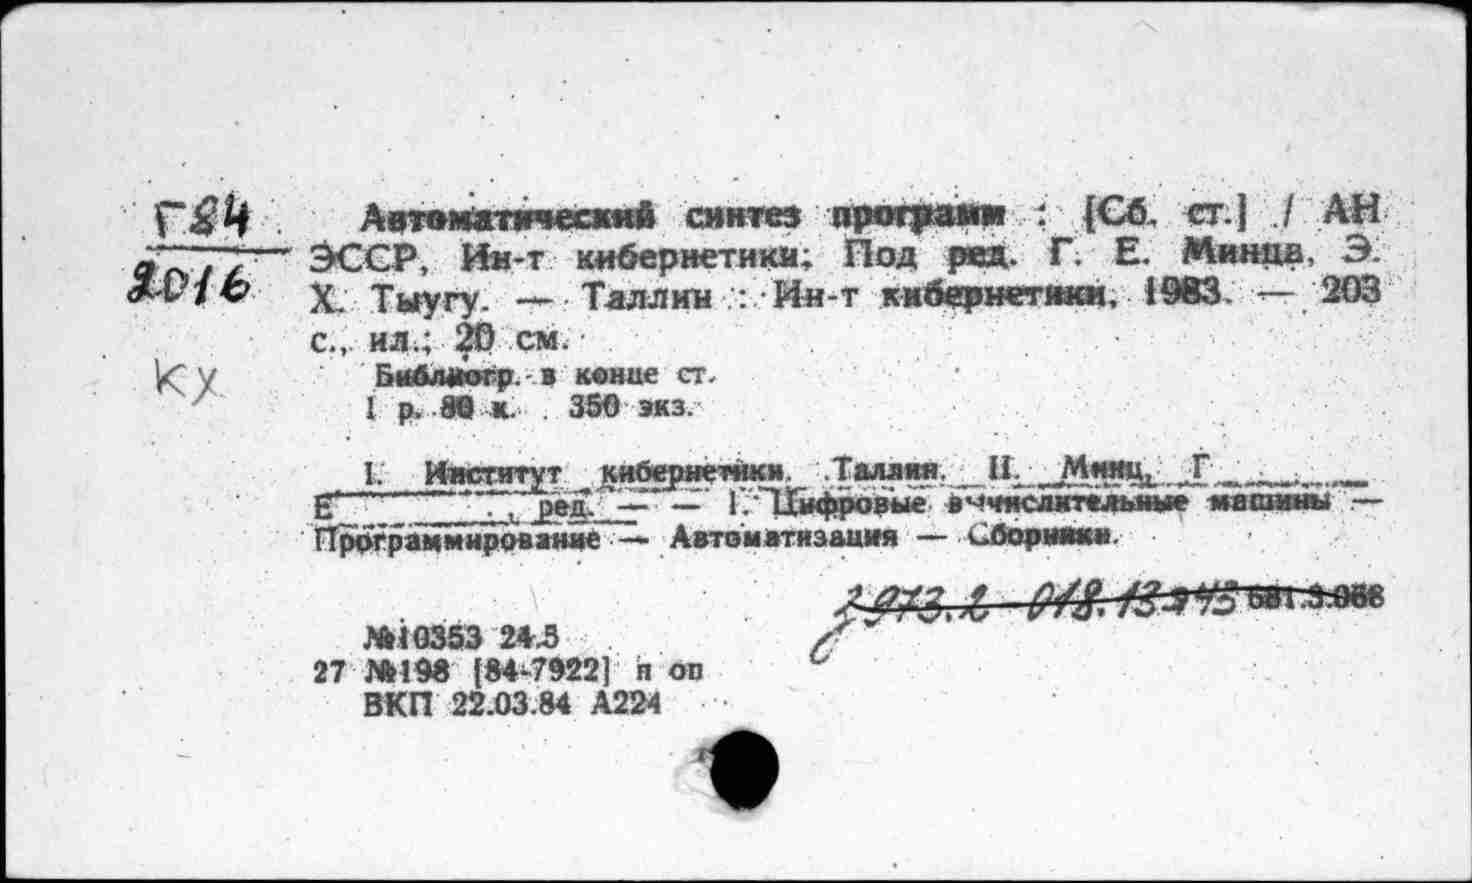 Г84
2016
Ку
Автоматический синтез программ : [Сб. ст.] / АН
ЭССР, Ин-т кибернетики; Под ред. Г. Е. Минца, Э.
Х. Тыугу. — Таллин : Ин-т кибернетики, 1983. — 203
с., ил.; 20 см.
Библиогр. в конце ст.
1 р. 80 к. . 350 экз.
I. Институт кибернетики. Таллин. II. Минц, Г
Е . , ред. — — 1. Цифровые вычислительные машины —
Программирование — Автоматизация — Сборники.
681.3.068
№10353 24.5
27 №198 [84-7922] п оп
ВКП 22.03.84 А224